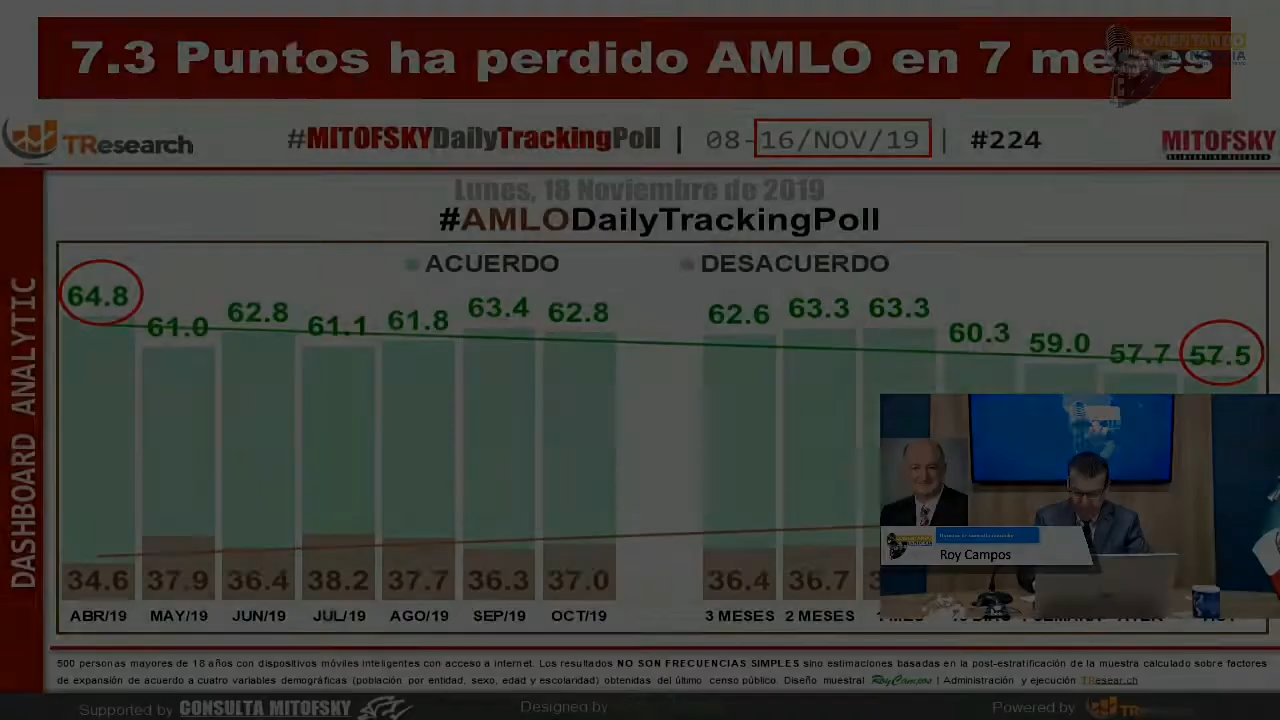 7.3 Puntos ha perdido AMLO en 7 meses
COMENTANDO
TResearch
#MITOFSKYDailyTrackingPoll | 08-16/NOV/19 | #224
MITOFSKY
Lunes, 18 Noviembre de 2019
#AMLODailyTrackingPoll
DASHBOARD ANALYTIC
ACUERDO DESACUERDO
64.8 61.0 62.8 61.1 61.8 63.4 62.8 62.6 63.3 63.3 60.3 59.0 57.7 57.5
34.6 37.9 36.4 38.2 37.7 36.3 37.0 36.4 36.7
ABR/19 MAY/19 JUN/19 JUL/19 AGO/19 SEP/19 OCT/19 3 MESES 2 MESES
Roy Campos
500 personas mayores de 18 años con dispositivos móviles inteligentes con acceso a internet. Los resultados NO SON FRECUENCIAS SIMPLES sino estimaciones basadas en la post-estratificación de la muestra calculado sobre factores
de expansión de acuerdo a cuatro variables demográficas (población por entidad, sexo, edad y escolaridad) obtenidas del último censo público. Diseño muestral RoyCampos | Administración y ejecución TResear.ch
Supported by CONSULTA MITOFSKY Designed by Powered by